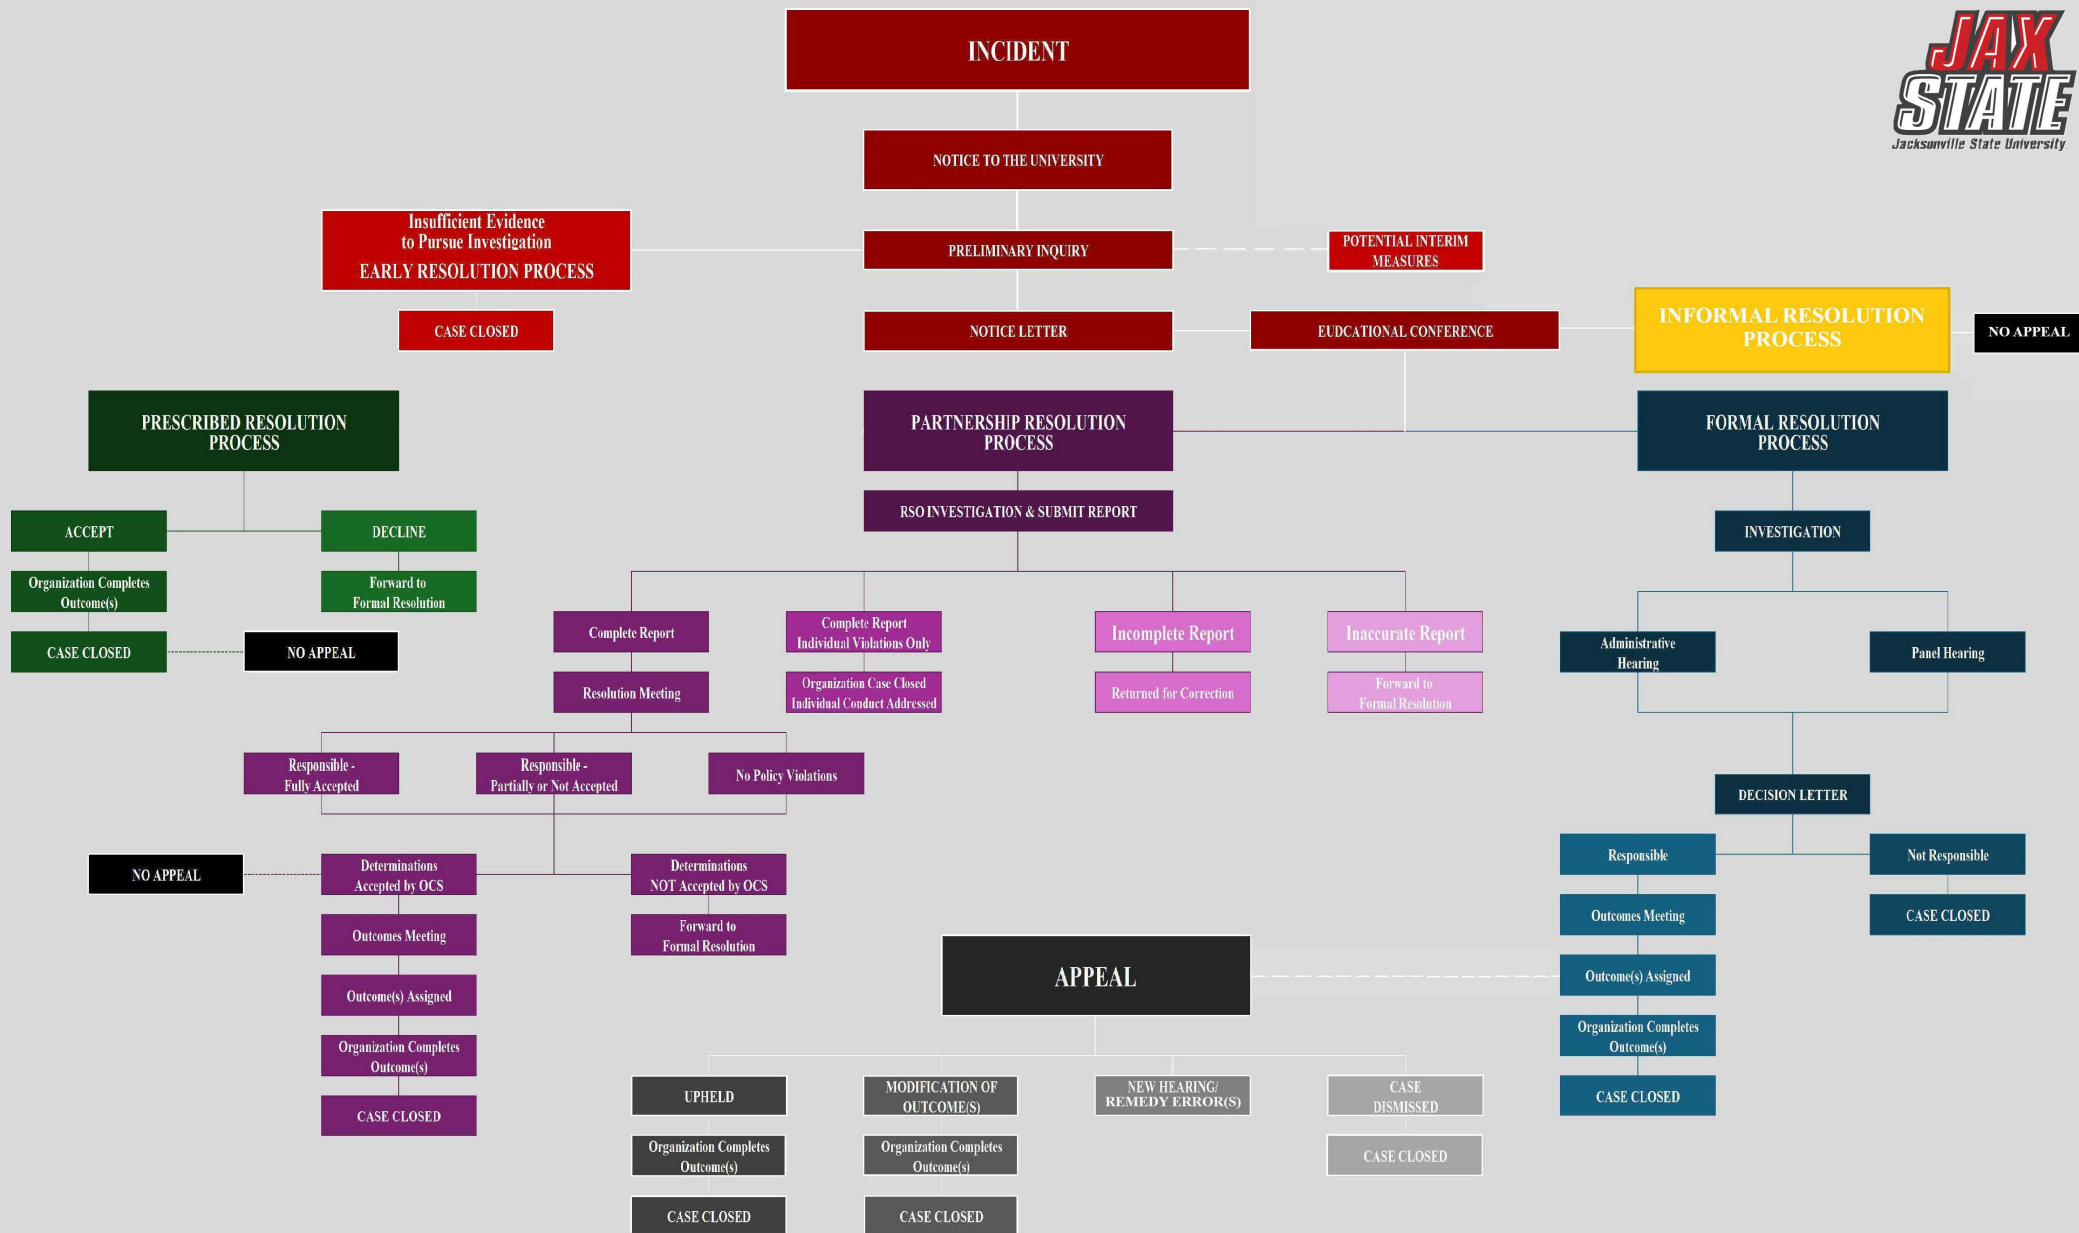 INCIDENT
JAX
STATE
Jacksonville State University
NOTICE TO THE UNIVERSITY
Insufficient Evidence
to Pursue Investigation
EARLY RESOLUTION PROCESS
PRELIMINARY INQUIRY
POTENTIAL INTERIM
MEASURES
CASE CLOSED
NOTICE LETTER
EUDCATIONAL CONFERENCE
INFORMAL RESOLUTION
PROCESS
NO APPEAL
PRESCRIBED RESOLUTION
PROCESS
PARTNERSHIP RESOLUTION
PROCESS
FORMAL RESOLUTION
PROCESS
ACCEPT
DECLINE
Organization Completes
Outcome(s)
Forward to
Formal Resolution
CASE CLOSED
NO APPEAL
RSO INVESTIGATION & SUBMIT REPORT
Complete Report
Complete Report
Individual Violations Only
Incomplete Report
Inaccurate Report
Resolution Meeting
Organization Case Closed
Individual Conduct Addressed
Returned for Correction
Forward to
Formal Resolution
Responsible -
Fully Accepted
Responsible -
Partially or Not Accepted
No Policy Violations
NO APPEAL
Determinations
Accepted by OCS
Determinations
NOT Accepted by OCS
Outcomes Meeting
Forward to
Formal Resolution
Outcome(s) Assigned
Organization Completes
Outcome(s)
CASE CLOSED
INVESTIGATION
Administrative
Hearing
Panel Hearing
DECISION LETTER
Responsible
Not Responsible
Outcomes Meeting
CASE CLOSED
Outcome(s) Assigned
Organization Completes
Outcome(s)
CASE CLOSED
APPEAL
UPHELD
MODIFICATION OF
OUTCOME(S)
NEW HEARING/
REMEDY ERROR(S)
CASE
DISMISSED
Organization Completes
Outcome(s)
Organization Completes
Outcome(s)
CASE CLOSED
CASE CLOSED
CASE CLOSED